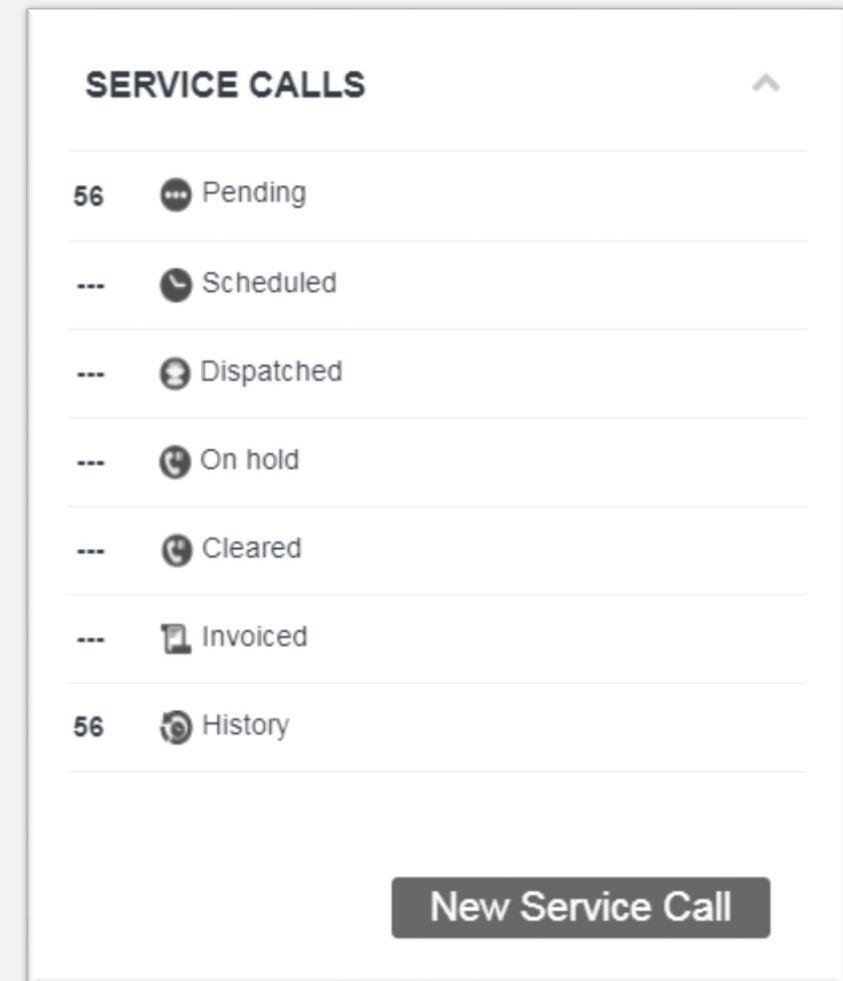 SERVICE CALLS
56 Pending
--- Scheduled
--- Dispatched
--- On hold
--- Cleared
--- Invoiced
56 History
New Service Call